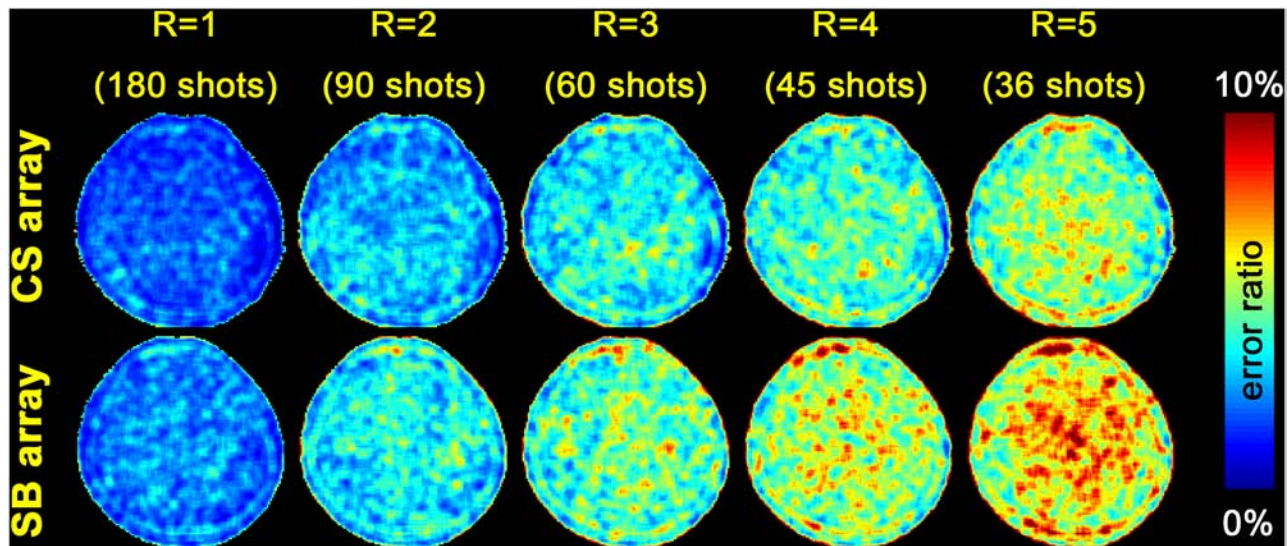 R=1 R=2 R=3 R=4 R=5
(180 shots) (90 shots) (60 shots) (45 shots) (36 shots) 10%
CS array
error ratio
SB array
0%